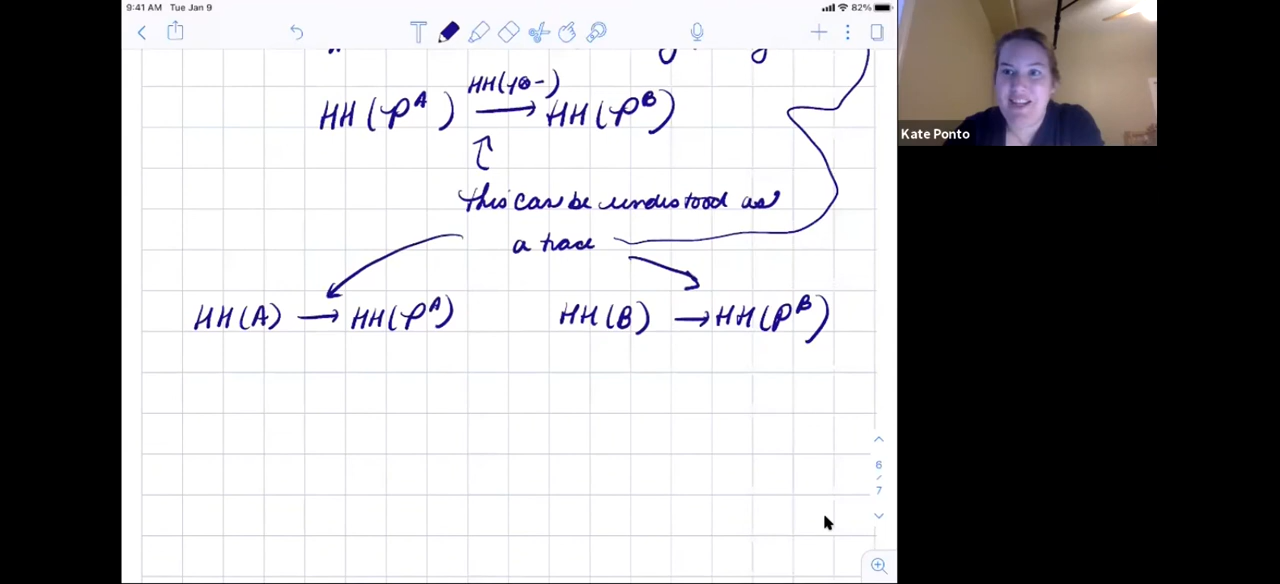 9:41 AM Tue Jan 9
82%
HH(-⊗-)
HH(P^A) → HH(P^B)
this can be understood as
a trace
HH(A) → HH(P^A) HH(B) → HH(P^B)
6
/
7
Kate Ponto